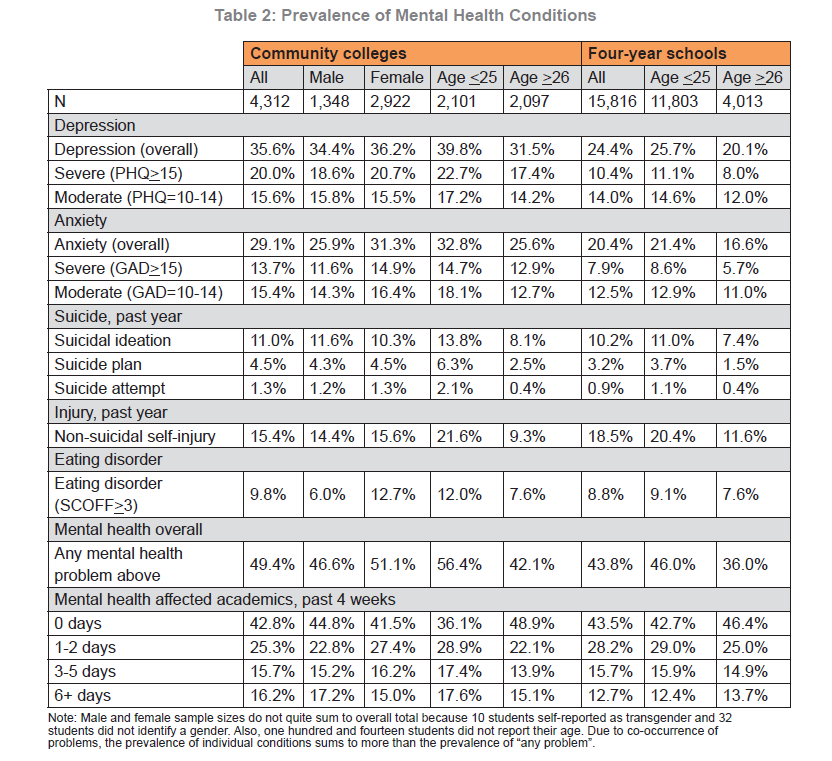 Table 2: Prevalence of Mental Health Conditions
Community colleges Four-year schools
All Male Female Age <25 Age >26 All Age <25 Age >26
N 4,312 1,348 2,922 2,101 2,097 15,816 11,803 4,013
Depression
Depression (overall) 35.6% 34.4% 36.2% 39.8% 31.5% 24.4% 25.7% 20.1%
Severe (PHQ>15) 20.0% 18.6% 20.7% 22.7% 17.4% 10.4% 11.1% 8.0%
Moderate (PHQ=10-14) 15.6% 15.8% 15.5% 17.2% 14.2% 14.0% 14.6% 12.0%
Anxiety
Anxiety (overall) 29.1% 25.9% 31.3% 32.8% 25.6% 20.4% 21.4% 16.6%
Severe (GAD>15) 13.7% 11.6% 14.9% 14.7% 12.9% 7.9% 8.6% 5.7%
Moderate (GAD=10-14) 15.4% 14.3% 16.4% 18.1% 12.7% 12.5% 12.9% 11.0%
Suicide, past year
Suicidal ideation 11.0% 11.6% 10.3% 13.8% 8.1% 10.2% 11.0% 7.4%
Suicide plan 4.5% 4.3% 4.5% 6.3% 2.5% 3.2% 3.7% 1.5%
Suicide attempt 1.3% 1.2% 1.3% 2.1% 0.4% 0.9% 1.1% 0.4%
Injury, past year
Non-suicidal self-injury 15.4% 14.4% 15.6% 21.6% 9.3% 18.5% 20.4% 11.6%
Eating disorder
Eating disorder
(SCOFF>3) 9.8% 6.0% 12.7% 12.0% 7.6% 8.8% 9.1% 7.6%
Mental health overall
Any mental health
problem above 49.4% 46.6% 51.1% 56.4% 42.1% 43.8% 46.0% 36.0%
Mental health affected academics, past 4 weeks
0 days 42.8% 44.8% 41.5% 36.1% 48.9% 43.5% 42.7% 46.4%
1-2 days 25.3% 22.8% 27.4% 28.9% 22.1% 28.2% 29.0% 25.0%
3-5 days 15.7% 15.2% 16.2% 17.4% 13.9% 15.7% 15.9% 14.9%
6+ days 16.2% 17.2% 15.0% 17.6% 15.1% 12.7% 12.4% 13.7%
Note: Male and female sample sizes do not quite sum to overall total because 10 students self-reported as transgender and 32
students did not identify a gender. Also, one hundred and fourteen students did not report their age. Due to co-occurrence of
problems, the prevalence of individual conditions sums to more than the prevalence of “any problem”.